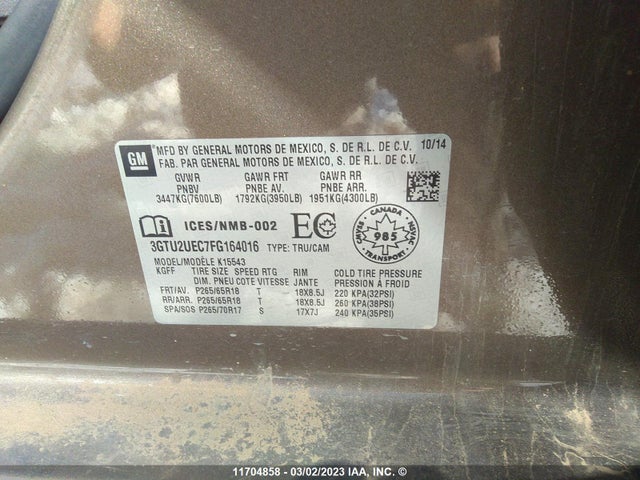 GM
MFD BY GENERAL MOTORS DE MEXICO, S. DE R.L. DE C.V. 10/14
FAB. PAR GENERAL MOTORS DE MEXICO, S. DE R.L. DE C.V.
GVWR GAWR FRT GAWR RR
PNBV PNBE AV. PNBE ARR.
3447KG(7600LB) 1792KG(3950LB) 1951KG(4300LB)
ICES/NMB-002 EC
CANADA
CMVSS 985 NSVAC
TRANSPORT
3GTU2UEC7FG164016 TYPE: TRU/CAM
MODEL/MODÈLE K15543
KGFF TIRE SIZE SPEED RTG RIM COLD TIRE PRESSURE
DIM. PNEU COTE VITESSE JANTE PRESSION À FROID
FRT/AV. P265/65R18 T 18X8.5J 220 KPA(32PSI)
RR/ARR. P265/65R18 T 18X8.5J 260 KPA(38PSI)
SPA/SOS P265/70R17 S 17X7J 240 KPA(35PSI)
11704858 - 03/02/2023 IAA, INC. ©